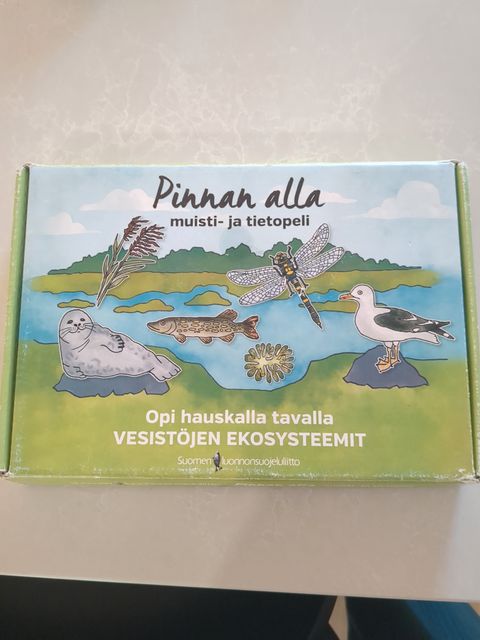 Pinnan alla
muisti- ja tietopeli
Opi hauskalla tavalla
VESISTÖJEN EKOSYSTEEMIT
Suomen luonnonsuojeluliitto